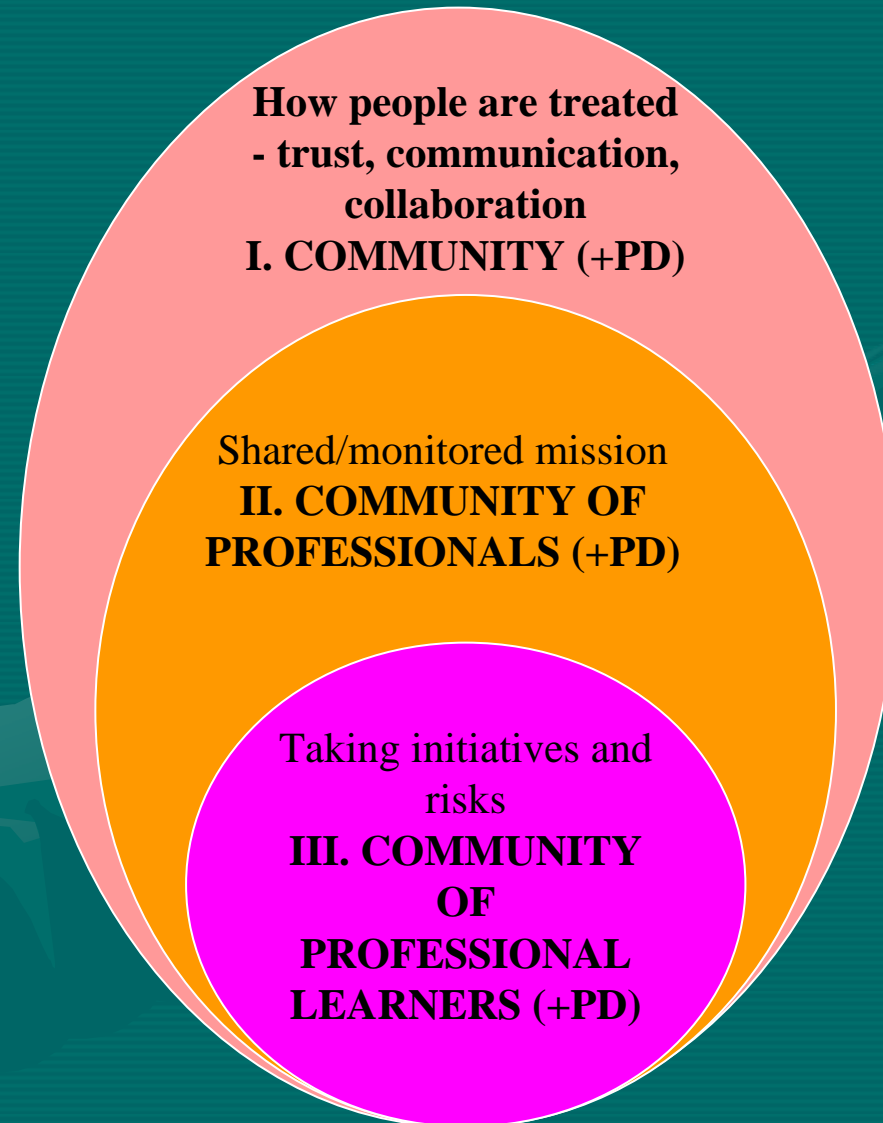 How people are treated
- trust, communication,
collaboration
I. COMMUNITY (+PD)
Shared/monitored mission
II. COMMUNITY OF
PROFESSIONALS (+PD)
Taking initiatives and
risks
III. COMMUNITY
OF
PROFESSIONAL
LEARNERS (+PD)